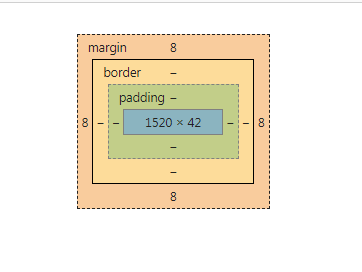 margin 8
border –
padding –
8 – – 1520 × 42 – – 8
–
–
8